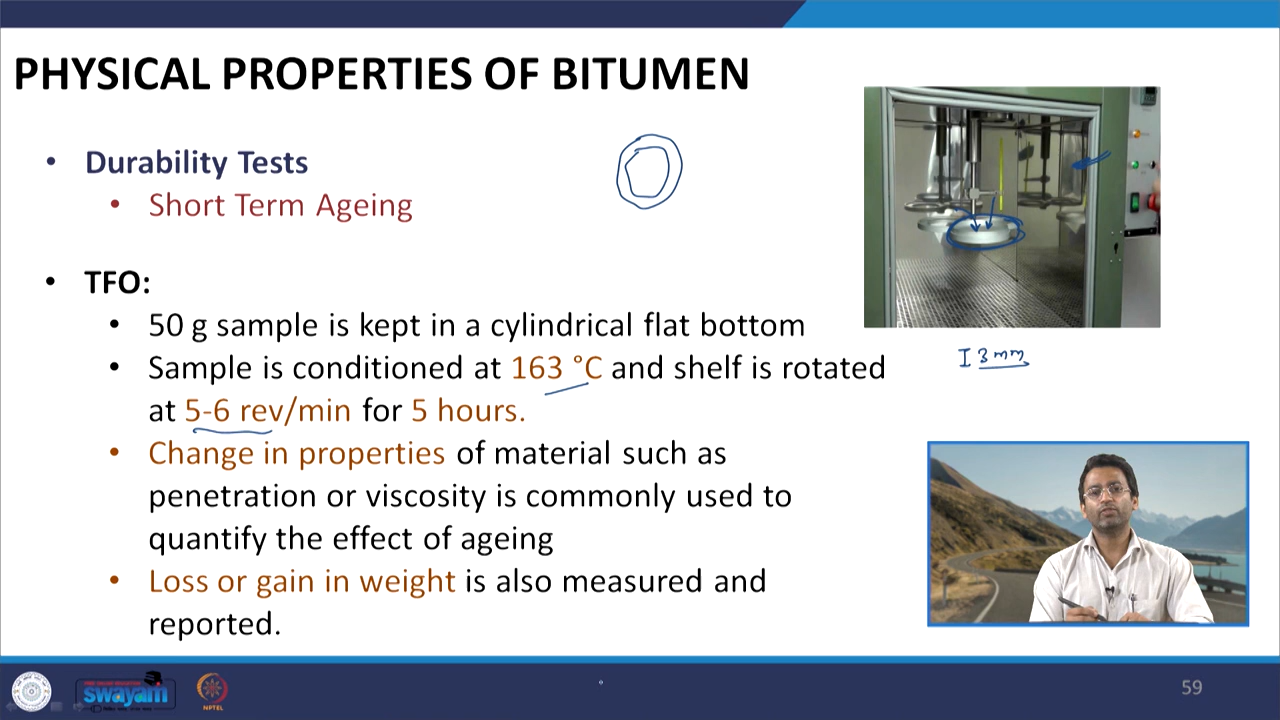 PHYSICAL PROPERTIES OF BITUMEN
• Durability Tests
• Short Term Ageing
• TFO:
• 50 g sample is kept in a cylindrical flat bottom
• Sample is conditioned at 163 °C and shelf is rotated
at 5-6 rev/min for 5 hours.
• Change in properties of material such as
penetration or viscosity is commonly used to
quantify the effect of ageing
• Loss or gain in weight is also measured and
reported.
3 mm
swayam
NPTEL
59